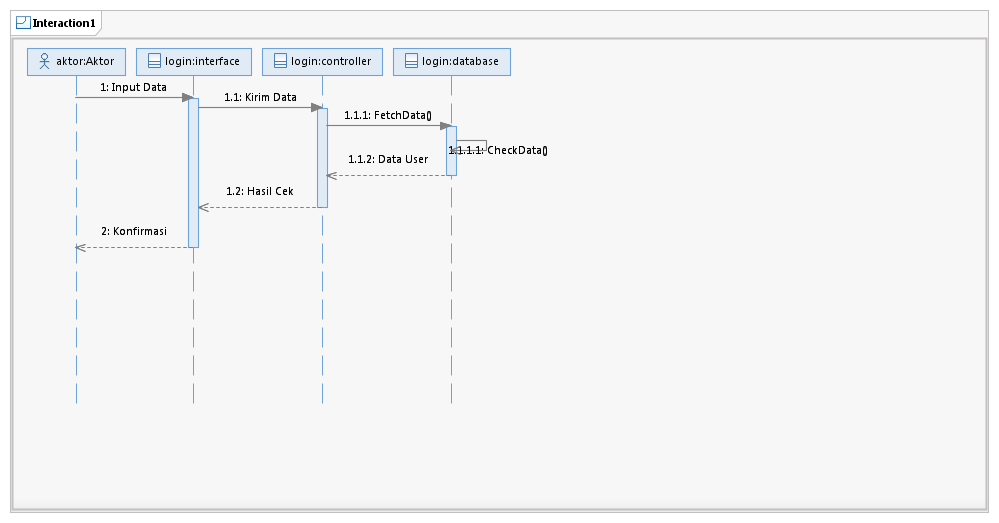 Interaction1
aktor:Aktor
login:interface
login:controller
login:database
1: Input Data
1.1: Kirim Data
1.1.1: FetchData()
1.1.1.1: CheckData()
1.1.2: Data User
1.2: Hasil Cek
2: Konfirmasi